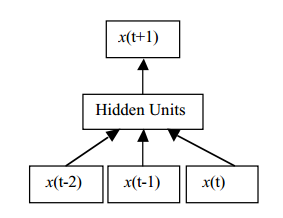 x(t+1)
Hidden Units
x(t-2) x(t-1) x(t)